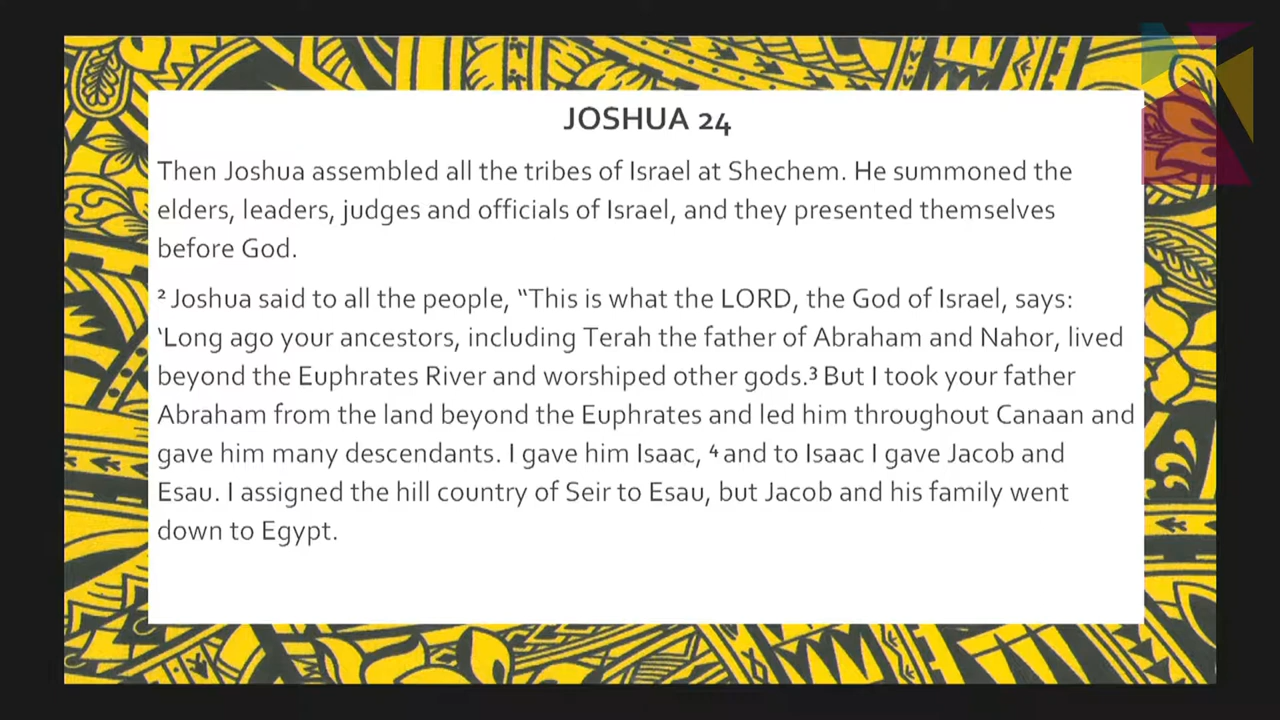 JOSHUA 24
Then Joshua assembled all the tribes of Israel at Shechem. He summoned the
elders, leaders, judges and officials of Israel, and they presented themselves
before God.
² Joshua said to all the people, “This is what the LORD, the God of Israel, says:
‘Long ago your ancestors, including Terah the father of Abraham and Nahor, lived
beyond the Euphrates River and worshiped other gods.³ But I took your father
Abraham from the land beyond the Euphrates and led him throughout Canaan and
gave him many descendants. I gave him Isaac, ⁴ and to Isaac I gave Jacob and
Esau. I assigned the hill country of Seir to Esau, but Jacob and his family went
down to Egypt.